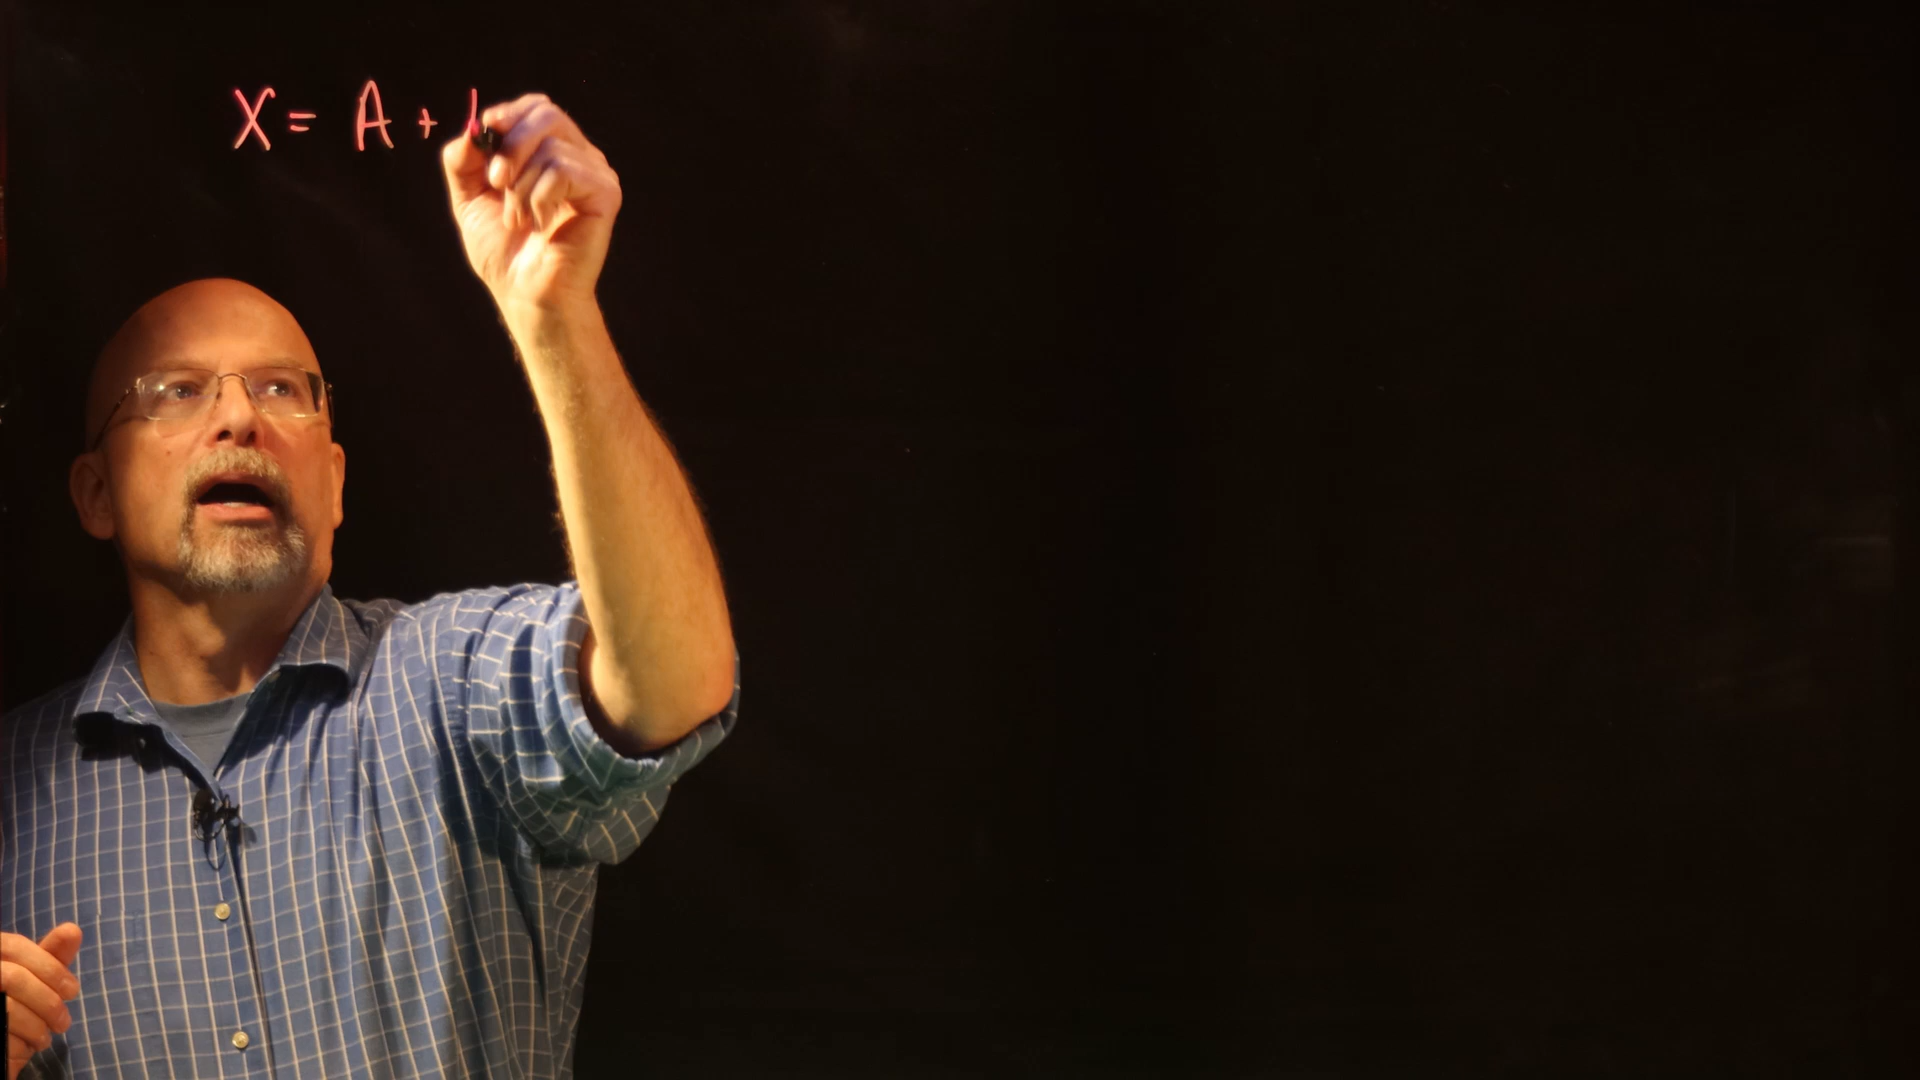 X = A +